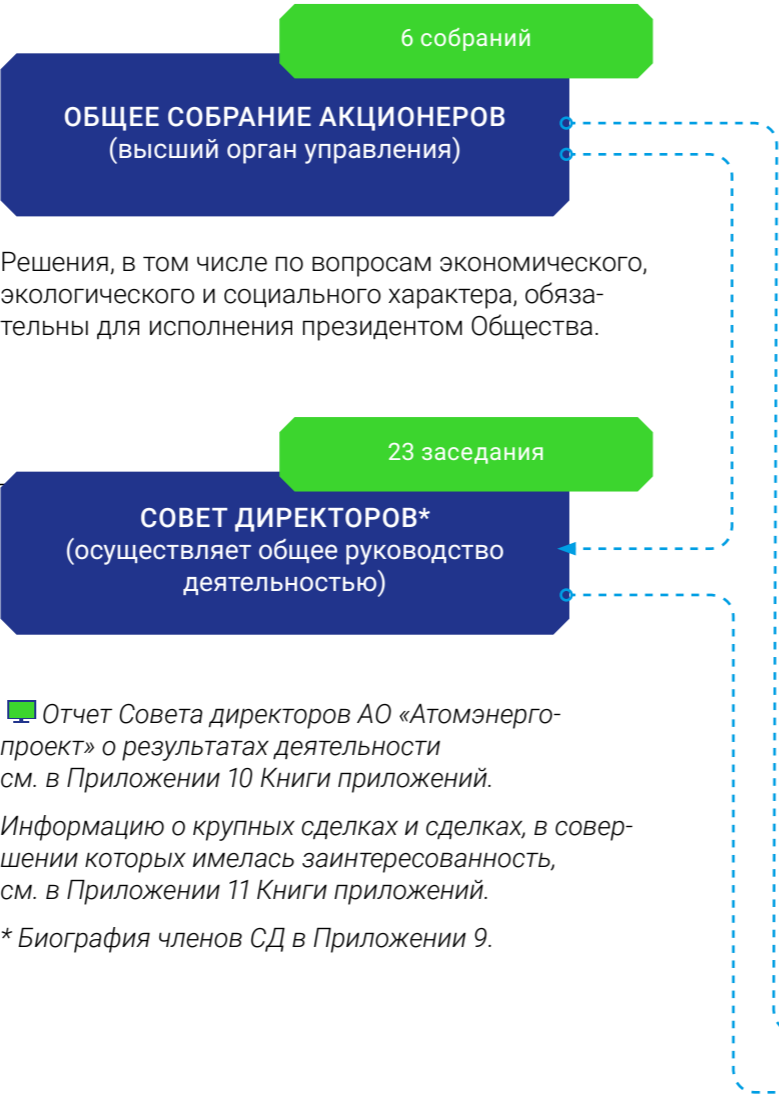 6 собраний
ОБЩЕЕ СОБРАНИЕ АКЦИОНЕРОВ
(высший орган управления)
Решения, в том числе по вопросам экономического,
экологического и социального характера, обяза-
тельны для исполнения президентом Общества.
23 заседания
СОВЕТ ДИРЕКТОРОВ*
(осуществляет общее руководство
деятельностью)
Отчет Совета директоров АО «Атомэнерго-
проект» о результатах деятельности
см. в Приложении 10 Книги приложений.
Информацию о крупных сделках и сделках, в совер-
шении которых имелась заинтересованность,
см. в Приложении 11 Книги приложений.
* Биография членов СД в Приложении 9.